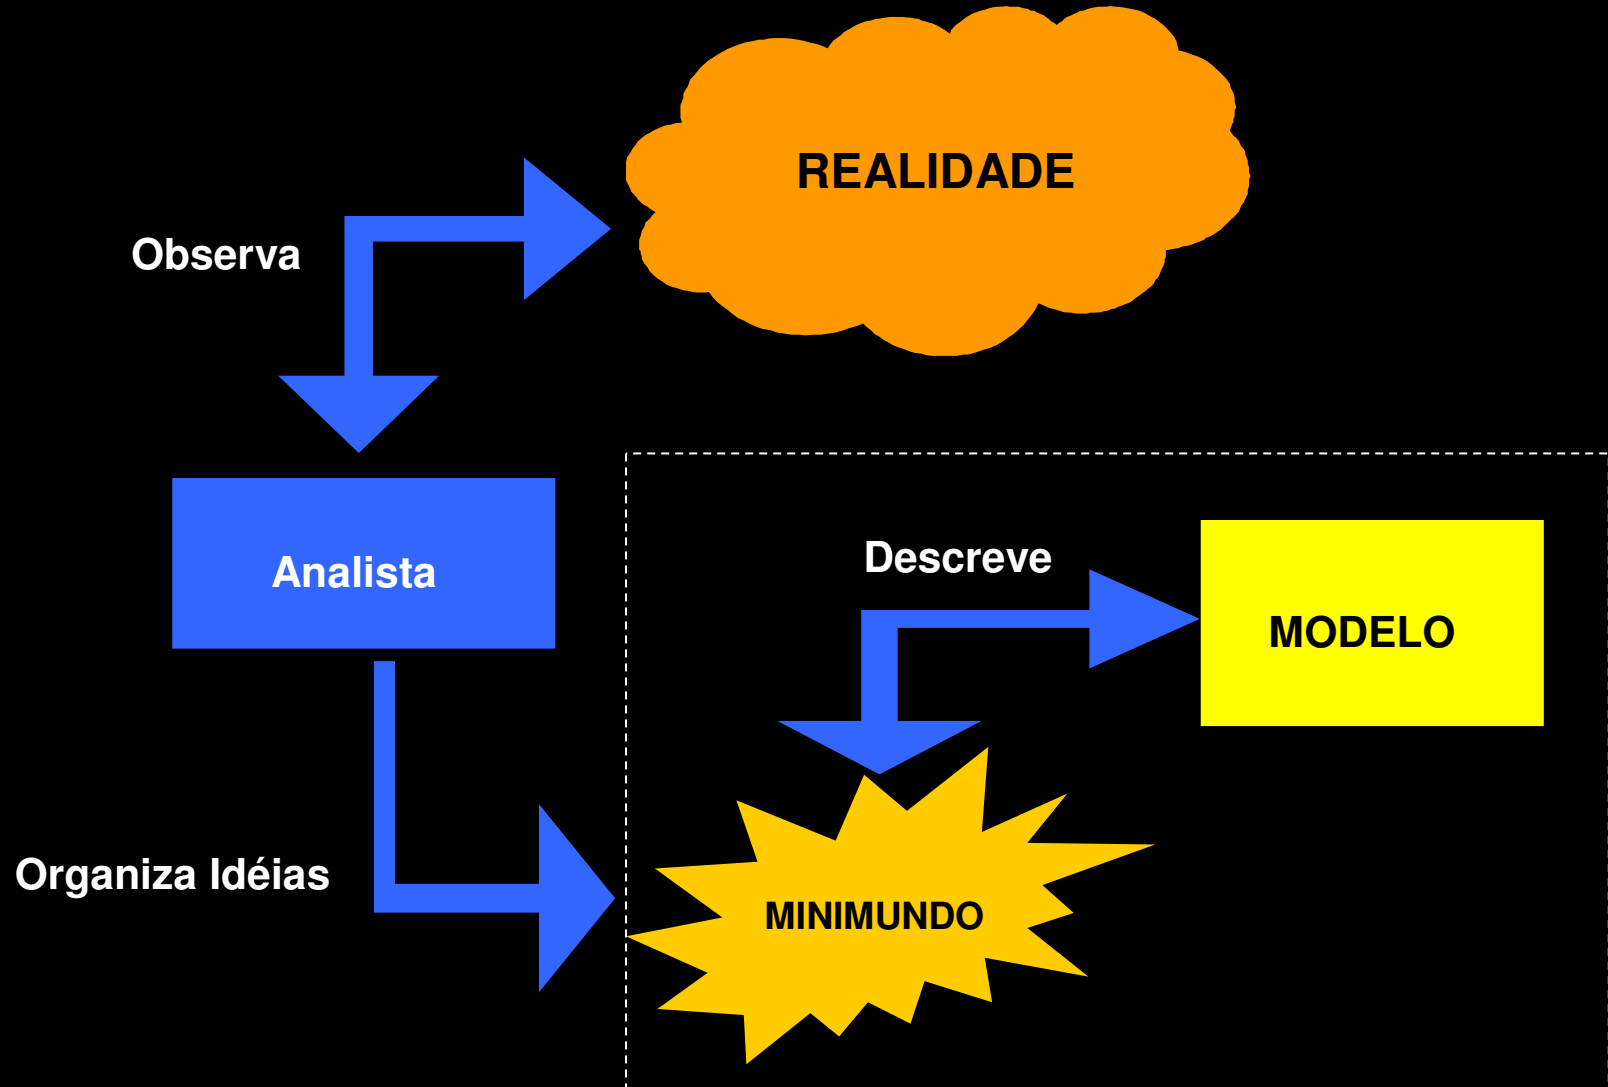 REALIDADE
Observa
Analista
Descreve
MODELO
Organiza Idéias
MINIMUNDO